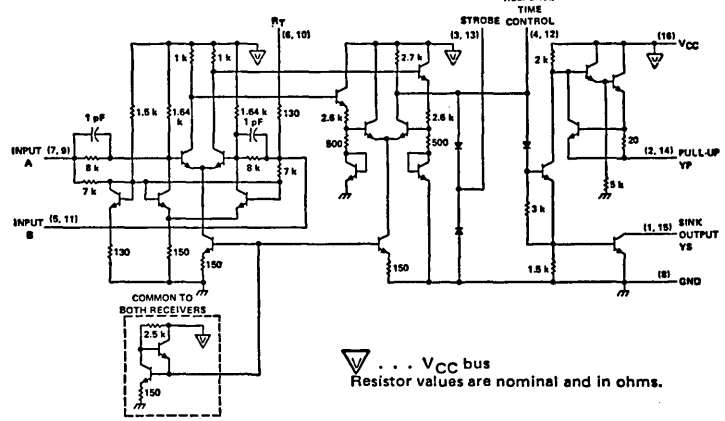 TIME
STROBE CONTROL
RT
(6, 10)
(3, 13)
(4, 12)
(16)
VCC
1 k
1 k
2.7 k
2 k
1.5 k
1.64 k
1.64 k
130
2.6 k
2.6 k
1 pF
1 pF
INPUT A
(7, 9)
8 k
8 k
500
500
20
(2, 14)
PULL-UP YP
7 k
7 k
5 k
3 k
INPUT B
(5, 11)
(1, 15)
SINK OUTPUT YS
130
150
150
150
1.5 k
(8)
GND
COMMON TO
BOTH RECEIVERS
2.5 k
150
. . . VCC bus
Resistor values are nominal and in ohms.